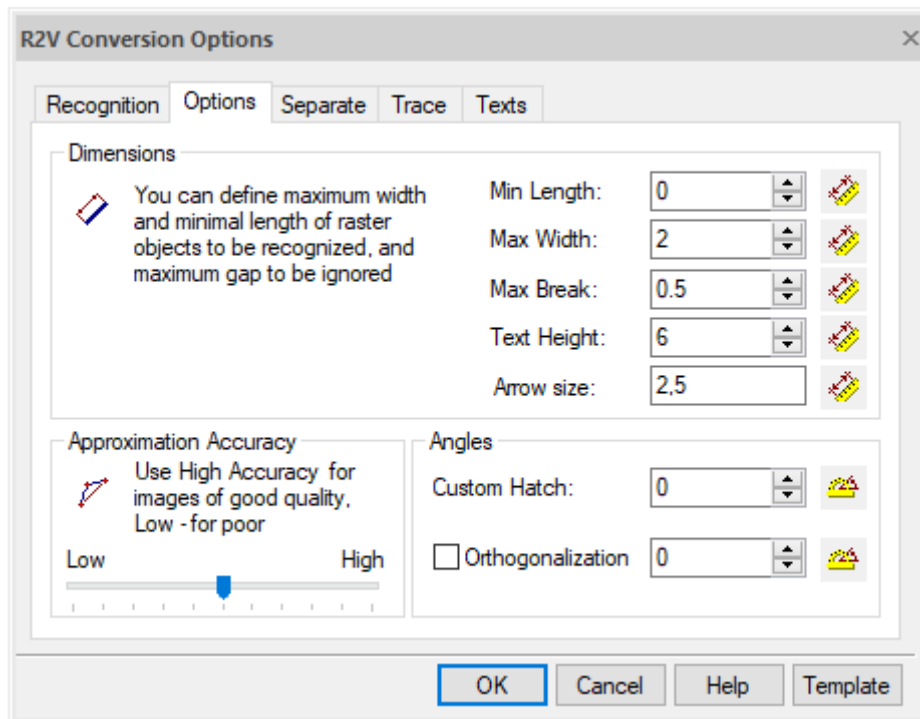 R2V Conversion Options
Recognition Options Separate Trace Texts
Dimensions
You can define maximum width
and minimal length of raster
objects to be recognized, and
maximum gap to be ignored
Min Length: 0
Max Width: 2
Max Break: 0.5
Text Height: 6
Arrow size: 2,5
Approximation Accuracy
Use High Accuracy for
images of good quality,
Low - for poor
Low High
Angles
Custom Hatch: 0
Orthogonalization 0
OK Cancel Help Template